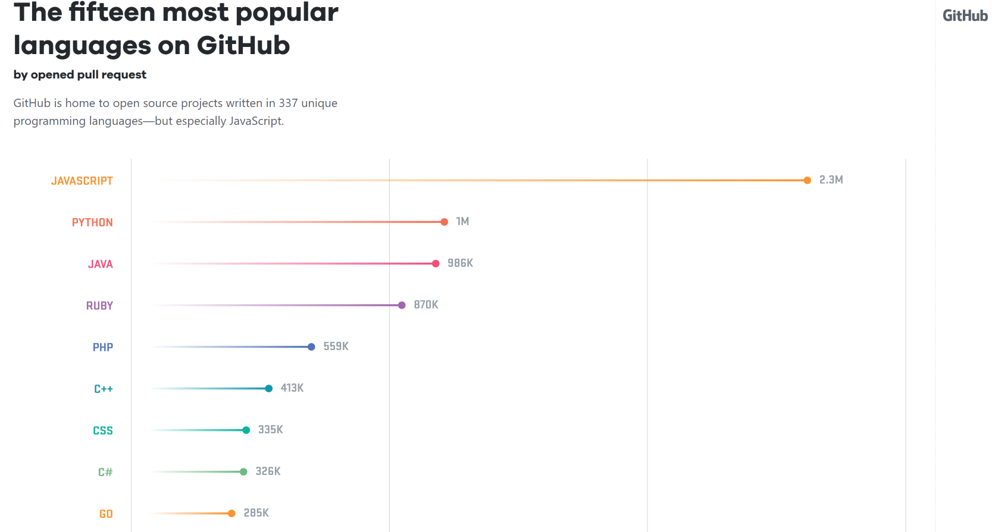 The fifteen most popular
languages on GitHub
GitHub
by opened pull request
GitHub is home to open source projects written in 337 unique
programming languages—but especially JavaScript.
JAVASCRIPT 2.3M
PYTHON 1M
JAVA 986K
RUBY 870K
PHP 559K
C++ 413K
CSS 335K
C# 326K
GO 285K